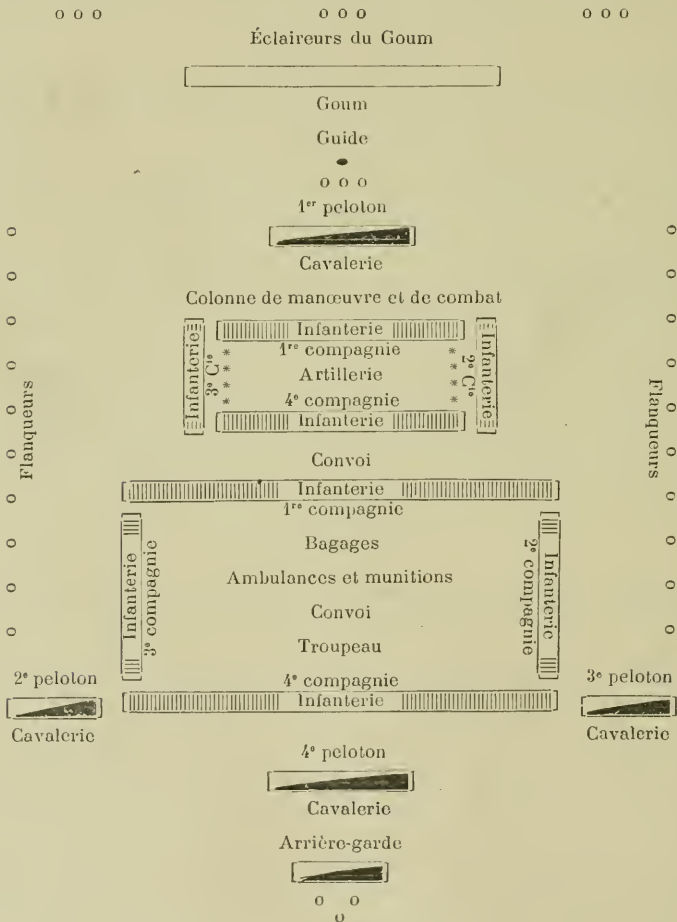 o o o o o o o o o
Éclaireurs du Goum
Goum
Guide
o o o
1er peloton
Cavalerie
Colonne de manœuvre et de combat
Infanterie
Infanterie
3e Cie
1re compagnie
Artillerie
4e compagnie
Infanterie
2e Cie
Infanterie
Flanqueurs
Flanqueurs
Convoi
Infanterie
1re compagnie
Infanterie
3e compagnie
Bagages
Ambulances et munitions
Convoi
Troupeau
2e compagnie
Infanterie
4e compagnie
Infanterie
2e peloton
Cavalerie
3e peloton
Cavalerie
4e peloton
Cavalerie
Arrière-garde
o o
o